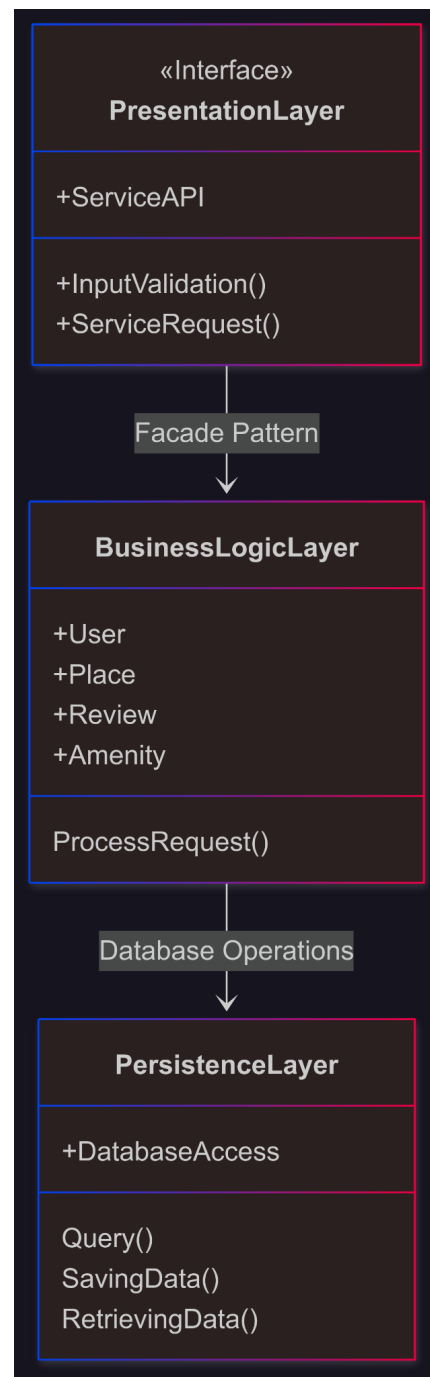 «Interface»
PresentationLayer
+ServiceAPI
+InputValidation()
+ServiceRequest()
Facade Pattern
BusinessLogicLayer
+User
+Place
+Review
+Amenity
ProcessRequest()
Database Operations
PersistenceLayer
+DatabaseAccess
Query()
SavingData()
RetrievingData()